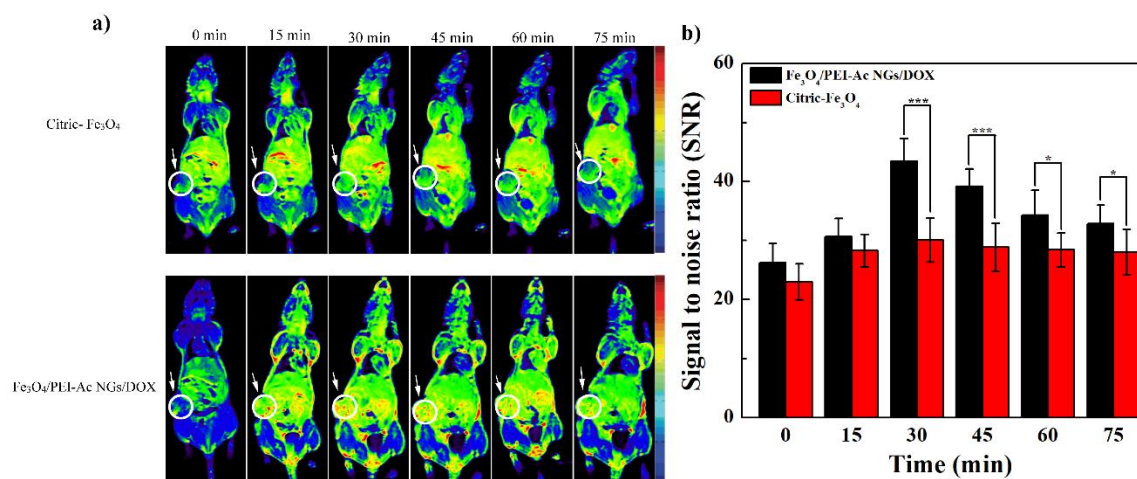 a)
0 min 15 min 30 min 45 min 60 min 75 min
Citric- Fe₃O₄
Fe₃O₄/PEI-Ac NGs/DOX
b)
Signal to noise ratio (SNR)
60
40
20
0
Fe₃O₄/PEI-Ac NGs/DOX
Citric-Fe₃O₄
*** *** * *
0 15 30 45 60 75
Time (min)